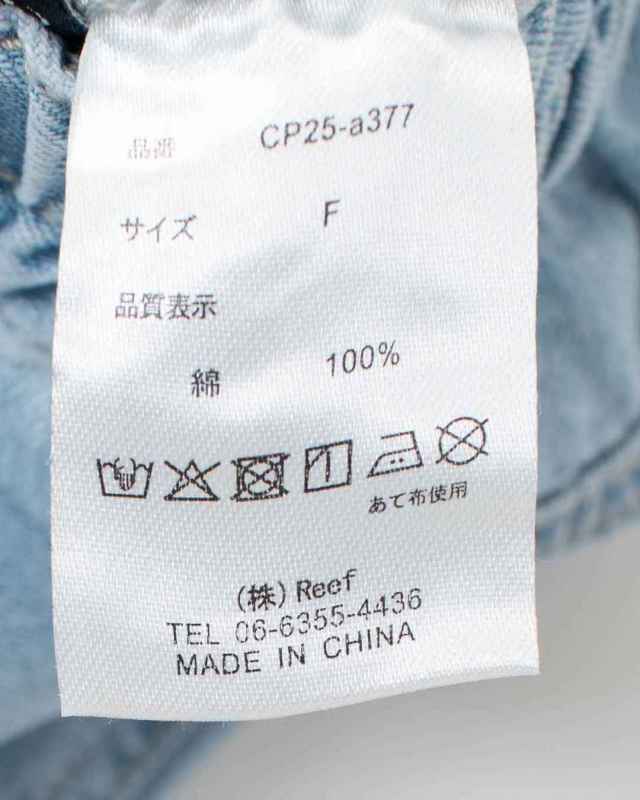 品番 CP25-a377
サイズ F
品質表示
綿 100%
あて布使用
(株)Reef
TEL 06-6355-4436
MADE IN CHINA